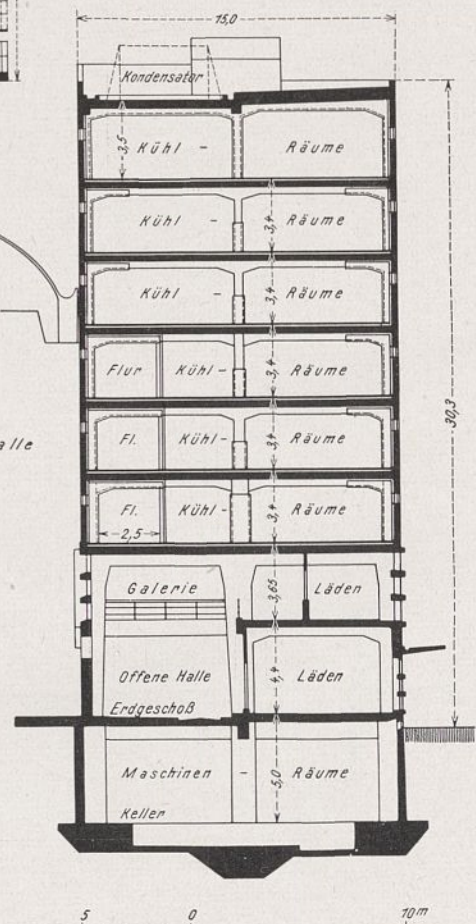 15,0
Kondensator
3,5
Kühl - Räume
Kühl - Räume
3,4
Kühl - Räume
3,4
Flur Kühl - Räume
3,4
30,3
alle
Fl. Kühl - Räume
3,4
Fl. Kühl - Räume
2,5
3,4
Galerie
Läden
3,65
Offene Halle
Erdgeschoß
Läden
4,4
Maschinen - Räume
Keller
5,0
5 0 10m